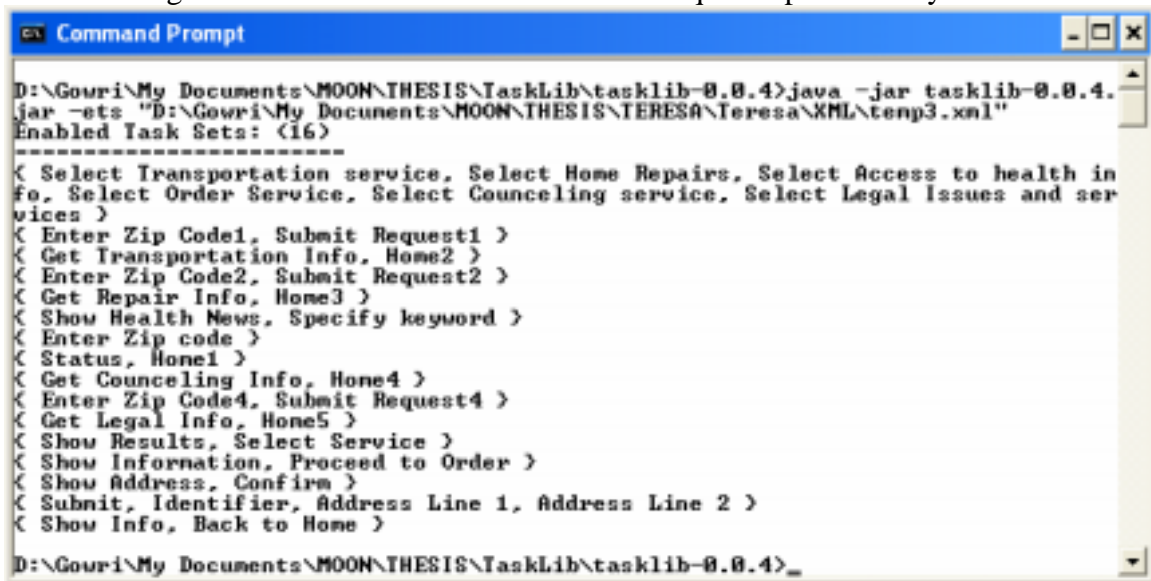 Command Prompt
D:\Gowri\My Documents\MOON\THESIS\TaskLib\tasklib-0.0.4>java -jar tasklib-0.0.4.
jar -ets "D:\Gowri\My Documents\MOON\THESIS\TERESA\Teresa\XML\temp3.xml"
Enabled Task Sets: (16)
------------------------
{ Select Transportation service, Select Home Repairs, Select Access to health in
fo, Select Order Service, Select Counceling service, Select Legal Issues and ser
vices }
{ Enter Zip Code1, Submit Request1 }
{ Get Transportation Info, Home2 }
{ Enter Zip Code2, Submit Request2 }
{ Get Repair Info, Home3 }
{ Show Health News, Specify keyword }
{ Enter Zip code }
{ Status, Home1 }
{ Get Counceling Info, Home4 }
{ Enter Zip Code4, Submit Request4 }
{ Get Legal Info, Home5 }
{ Show Results, Select Service }
{ Show Information, Proceed to Order }
{ Show Address, Confirm }
{ Submit, Identifier, Address Line 1, Address Line 2 }
{ Show Info, Back to Home }
D:\Gowri\My Documents\MOON\THESIS\TaskLib\tasklib-0.0.4>_